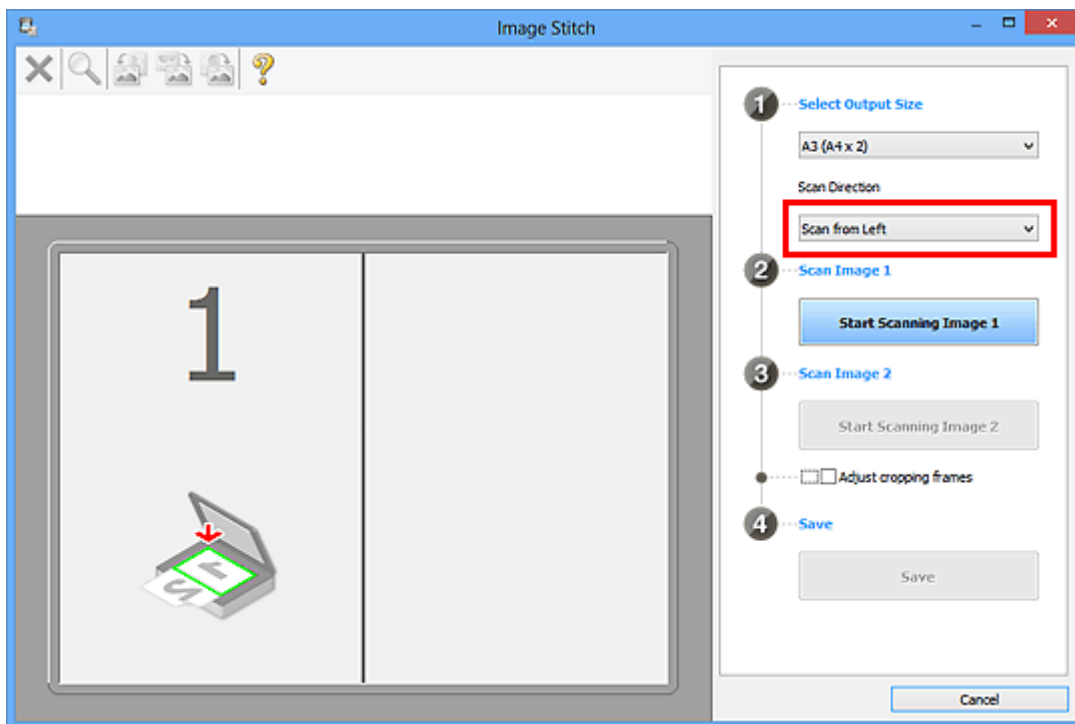 Image Stitch
1 Select Output Size
A3 (A4 x 2)
Scan Direction
Scan from Left
2 Scan Image 1
Start Scanning Image 1
3 Scan Image 2
Start Scanning Image 2
Adjust cropping frames
4 Save
Save
Cancel
1
1
2